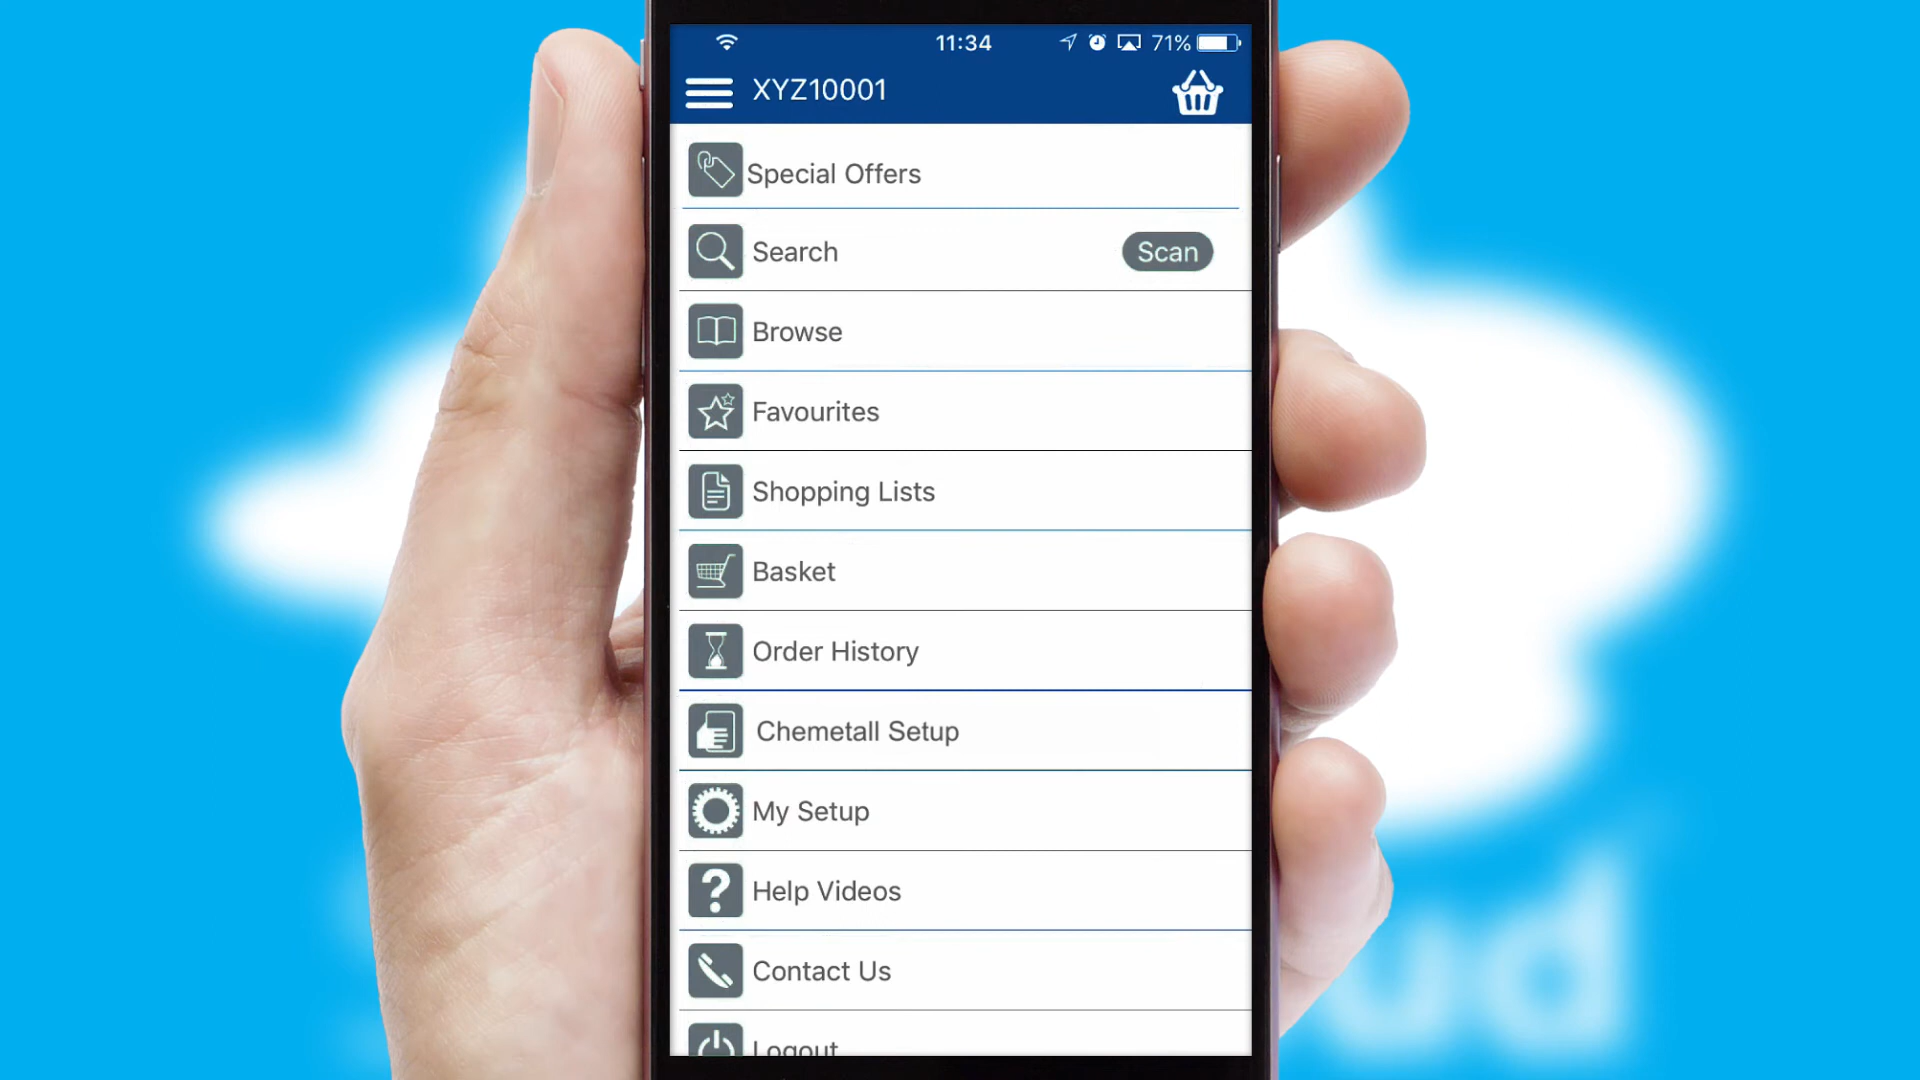 11:34
71%
XYZ10001
Special Offers
Search
Scan
Browse
Favourites
Shopping Lists
Basket
Order History
Chemetall Setup
My Setup
Help Videos
Contact Us
Logout
ud